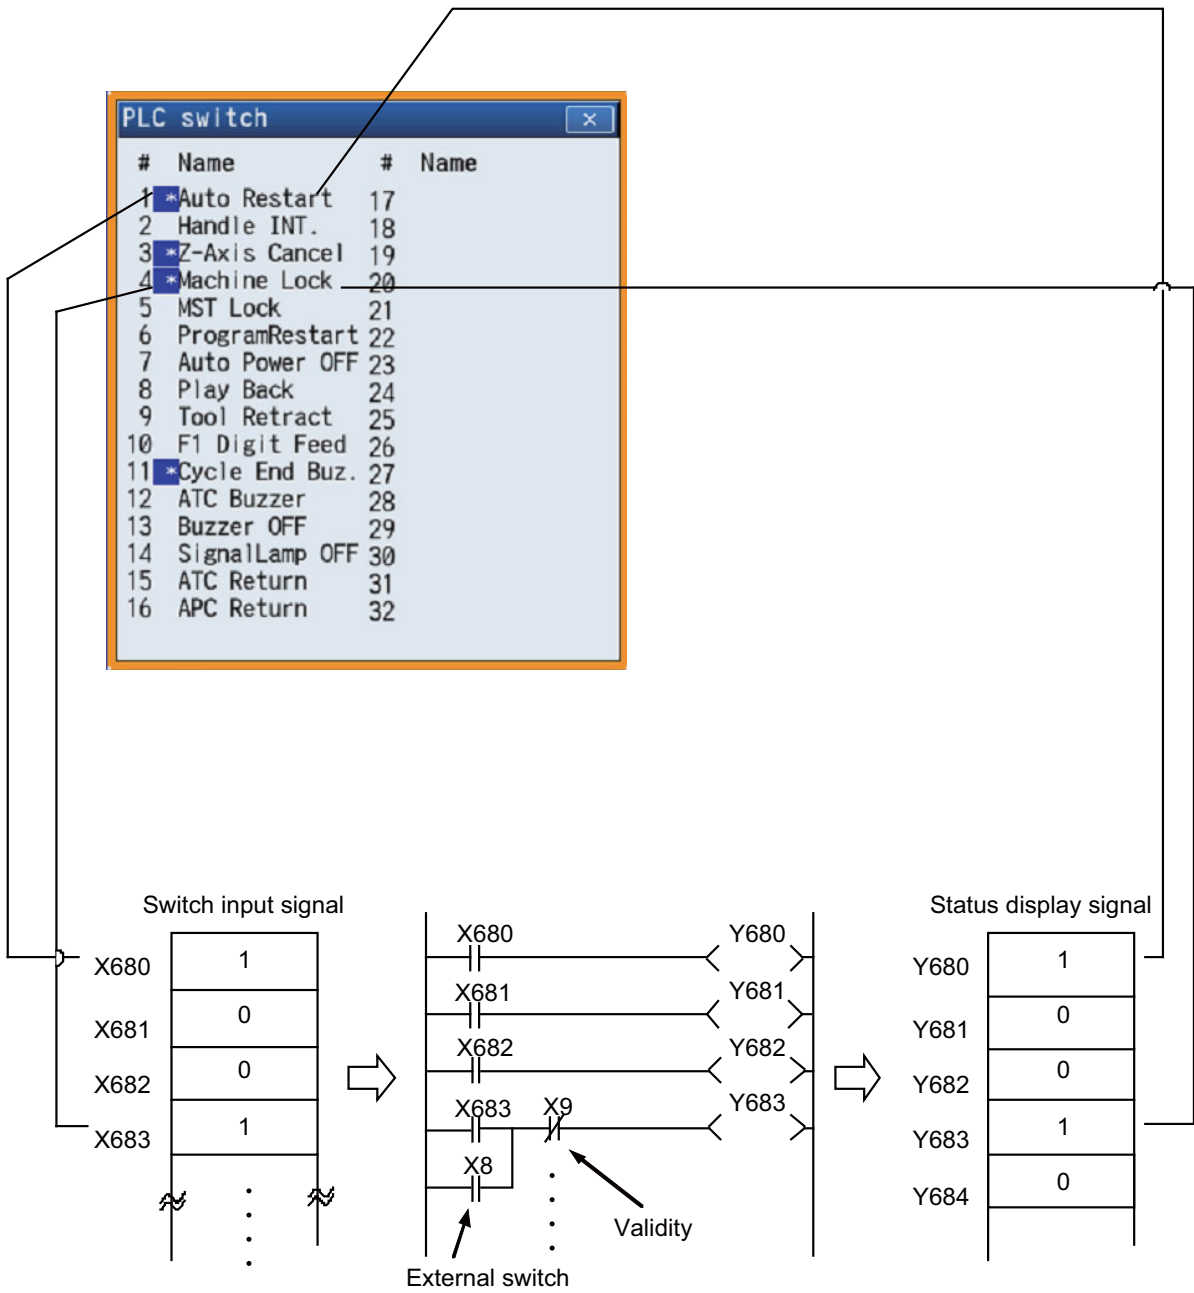 PLC switch ×
# Name # Name
1 *Auto Restart 17
2 Handle INT. 18
3 *Z-Axis Cancel 19
4 *Machine Lock 20
5 MST Lock 21
6 ProgramRestart 22
7 Auto Power OFF 23
8 Play Back 24
9 Tool Retract 25
10 F1 Digit Feed 26
11 *Cycle End Buz. 27
12 ATC Buzzer 28
13 Buzzer OFF 29
14 SignalLamp OFF 30
15 ATC Return 31
16 APC Return 32
Switch input signal
X680 1
X681 0
X682 0
X683 1
X680 Y680
X681 Y681
X682 Y682
X683 X9 Y683
X8
Validity
External switch
Status display signal
Y680 1
Y681 0
Y682 0
Y683 1
Y684 0